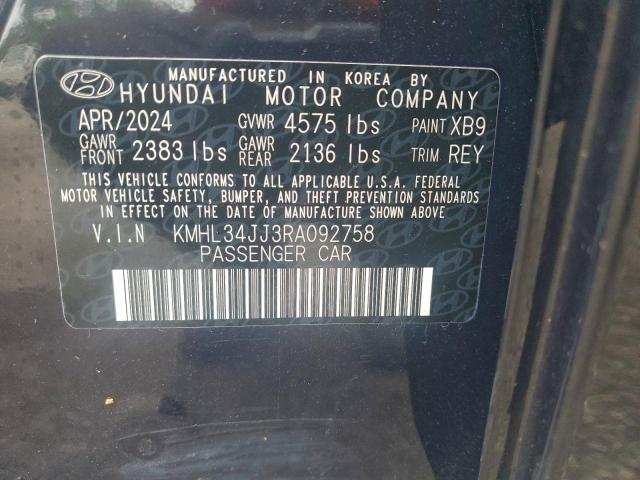 MANUFACTURED IN KOREA BY
HYUNDAI MOTOR COMPANY
APR/2024 GVWR 4575 lbs PAINT XB9
GAWR FRONT 2383 lbs GAWR REAR 2136 lbs TRIM REY
THIS VEHICLE CONFORMS TO ALL APPLICABLE U.S.A. FEDERAL
MOTOR VEHICLE SAFETY, BUMPER, AND THEFT PREVENTION STANDARDS
IN EFFECT ON THE DATE OF MANUFACTURE SHOWN ABOVE
V.I.N KMHL34JJ3RA092758
PASSENGER CAR